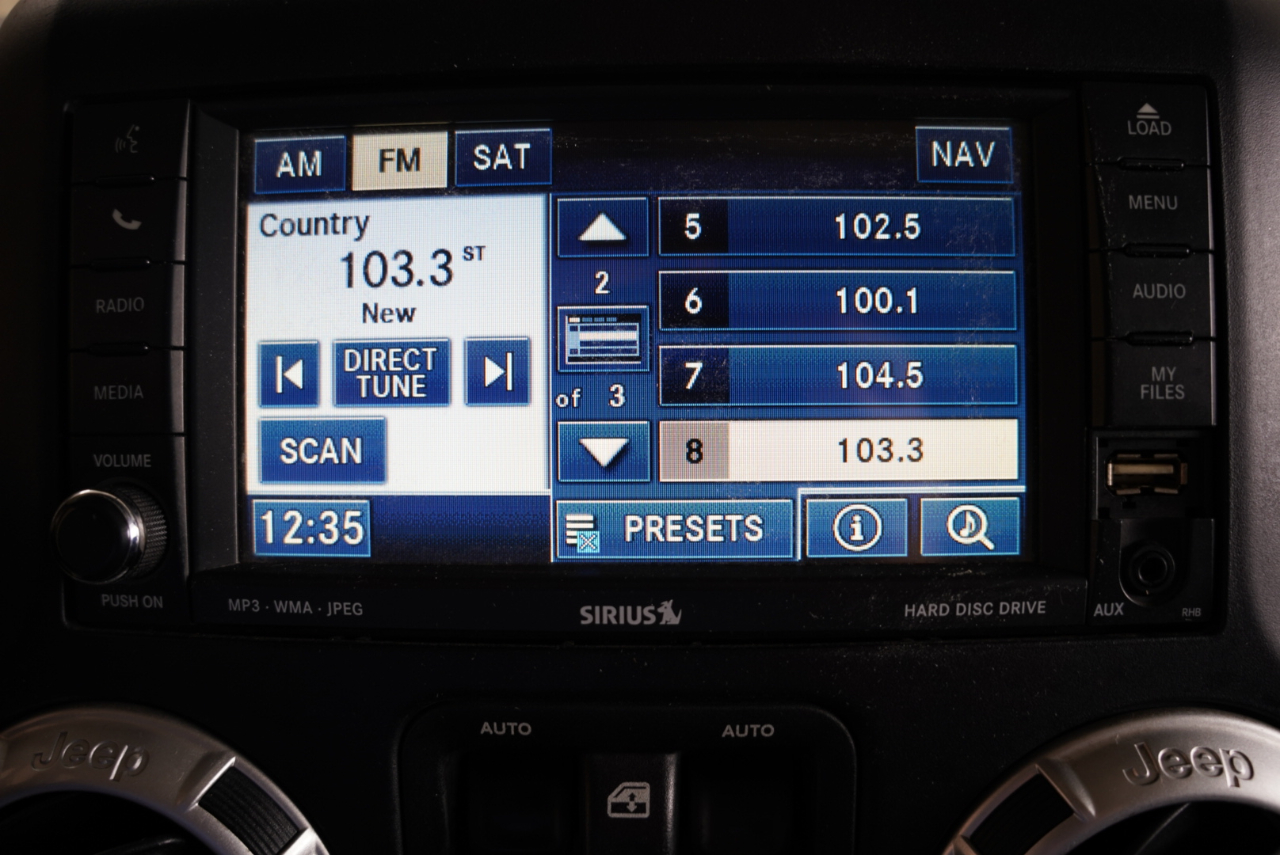 AM
FM
SAT
NAV
Country
103.3 ST
New
DIRECT
TUNE
SCAN
12:35
2
of 3
5 102.5
6 100.1
7 104.5
8 103.3
PRESETS
RADIO
MEDIA
VOLUME
PUSH ON
LOAD
MENU
AUDIO
MY
FILES
AUX
RHB
MP3 · WMA · JPEG
SIRIUS
HARD DISC DRIVE
AUTO
AUTO
Jeep
Jeep